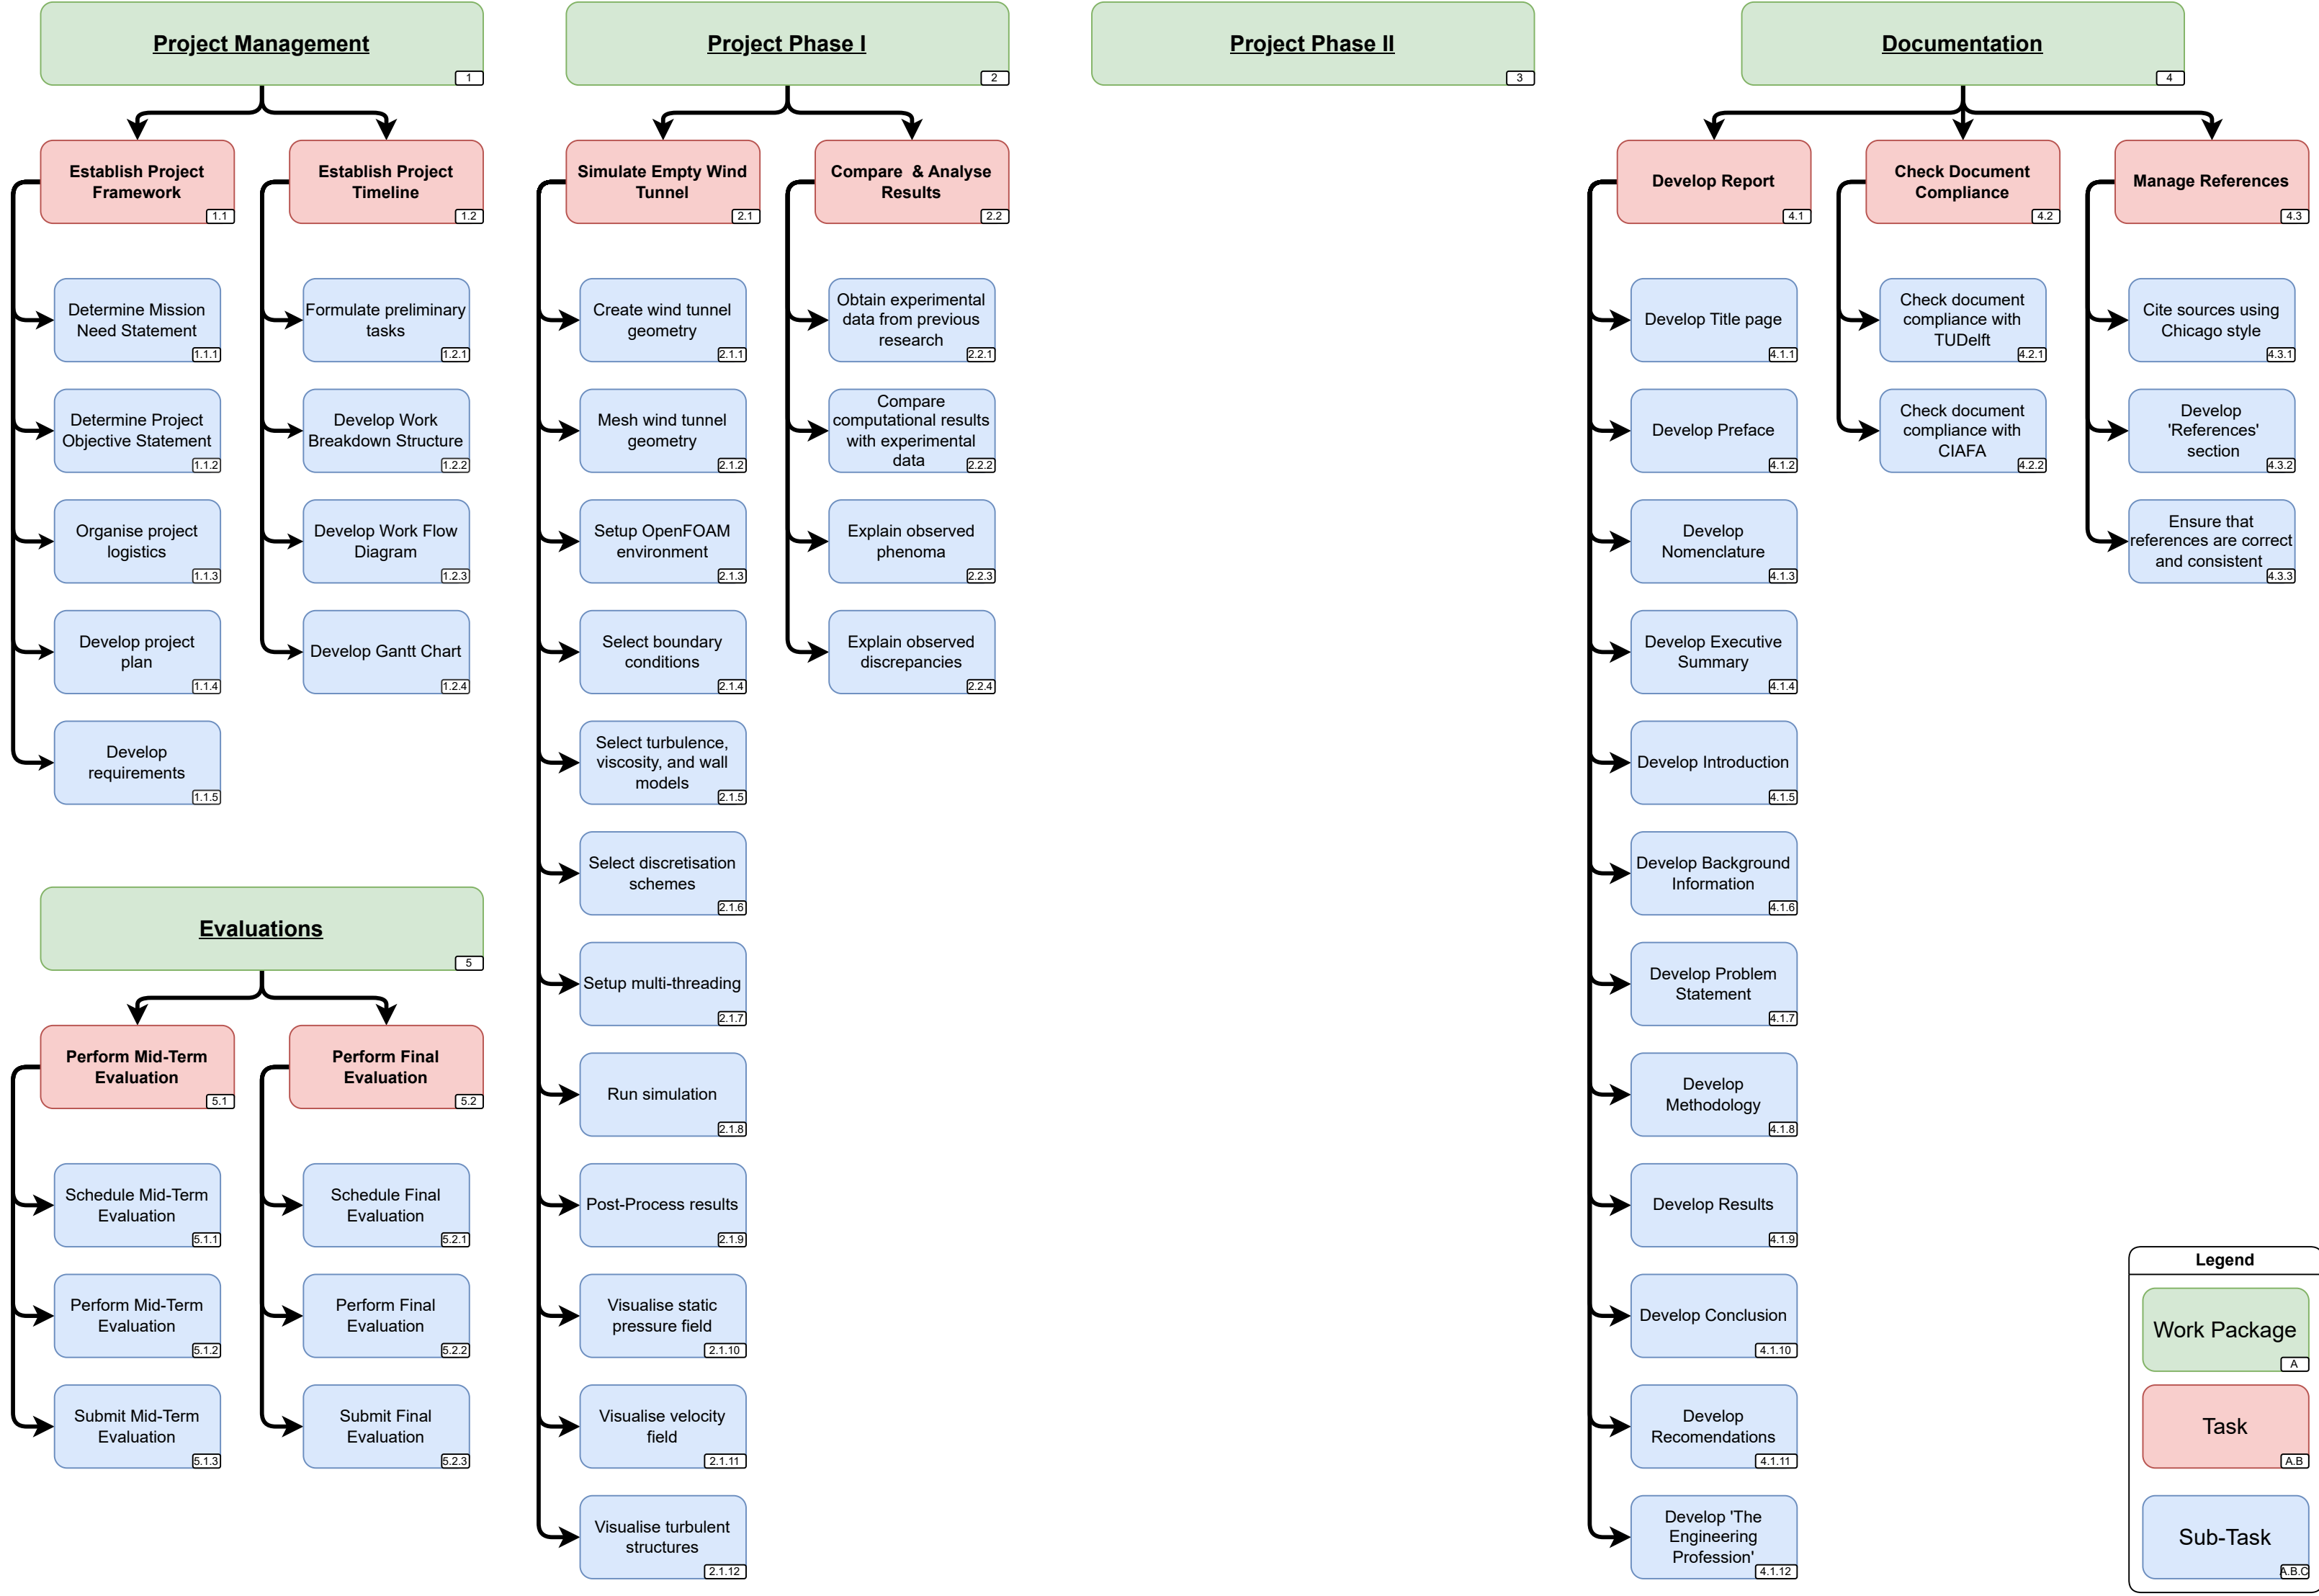 Project Management
1
Project Phase I
2
Project Phase II
3
Documentation
4
Establish Project
Framework
1.1
Establish Project
Timeline
1.2
Simulate Empty Wind
Tunnel
2.1
Compare & Analyse
Results
2.2
Develop Report
4.1
Check Document
Compliance
4.2
Manage References
4.3
Determine Mission
Need Statement
1.1.1
Determine Project
Objective Statement
1.1.2
Organise project
logistics
1.1.3
Develop project
plan
1.1.4
Develop
requirements
1.1.5
Formulate preliminary
tasks
1.2.1
Develop Work
Breakdown Structure
1.2.2
Develop Work Flow
Diagram
1.2.3
Develop Gantt Chart
1.2.4
Create wind tunnel
geometry
2.1.1
Mesh wind tunnel
geometry
2.1.2
Setup OpenFOAM
environment
2.1.3
Select boundary
conditions
2.1.4
Select turbulence,
viscosity, and wall
models
2.1.5
Select discretisation
schemes
2.1.6
Setup multi-threading
2.1.7
Run simulation
2.1.8
Post-Process results
2.1.9
Visualise static
pressure field
2.1.10
Visualise velocity
field
2.1.11
Visualise turbulent
structures
2.1.12
Obtain experimental
data from previous
research
2.2.1
Compare
computational results
with experimental
data
2.2.2
Explain observed
phenoma
2.2.3
Explain observed
discrepancies
2.2.4
Develop Title page
4.1.1
Develop Preface
4.1.2
Develop
Nomenclature
4.1.3
Develop Executive
Summary
4.1.4
Develop Introduction
4.1.5
Develop Background
Information
4.1.6
Develop Problem
Statement
4.1.7
Develop
Methodology
4.1.8
Develop Results
4.1.9
Develop Conclusion
4.1.10
Develop
Recomendations
4.1.11
Develop 'The
Engineering
Profession'
4.1.12
Check document
compliance with
TUDelft
4.2.1
Check document
compliance with
CIAFA
4.2.2
Cite sources using
Chicago style
4.3.1
Develop
'References'
section
4.3.2
Ensure that
references are correct
and consistent
4.3.3
Evaluations
5
Perform Mid-Term
Evaluation
5.1
Perform Final
Evaluation
5.2
Schedule Mid-Term
Evaluation
5.1.1
Perform Mid-Term
Evaluation
5.1.2
Submit Mid-Term
Evaluation
5.1.3
Schedule Final
Evaluation
5.2.1
Perform Final
Evaluation
5.2.2
Submit Final
Evaluation
5.2.3
Legend
Work Package
A
Task
A.B
Sub-Task
A.B.C